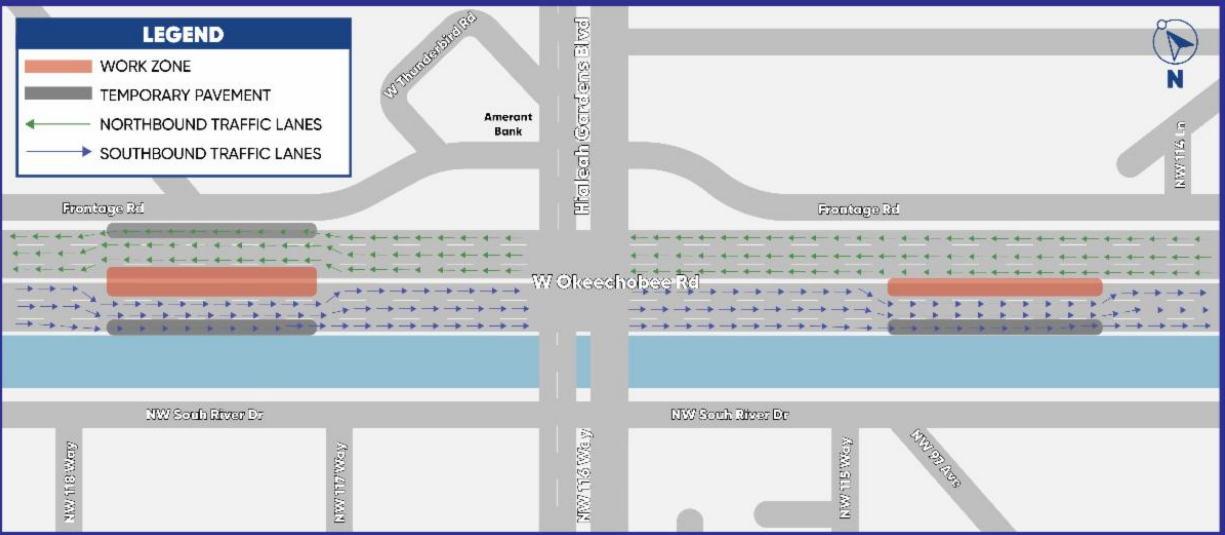 LEGEND
WORK ZONE
TEMPORARY PAVEMENT
NORTHBOUND TRAFFIC LANES
SOUTHBOUND TRAFFIC LANES
W Thunderbird Rd
Amerant
Bank
Hialeah Gardens Blvd
N
NW 114 Ln
Frontage Rd
Frontage Rd
W Okeechobee Rd
NW Souh River Dr
NW Souh River Dr
NW 118 Way
NW 117 Way
NW 116 Way
NW 115 Way
NW 97 Ave